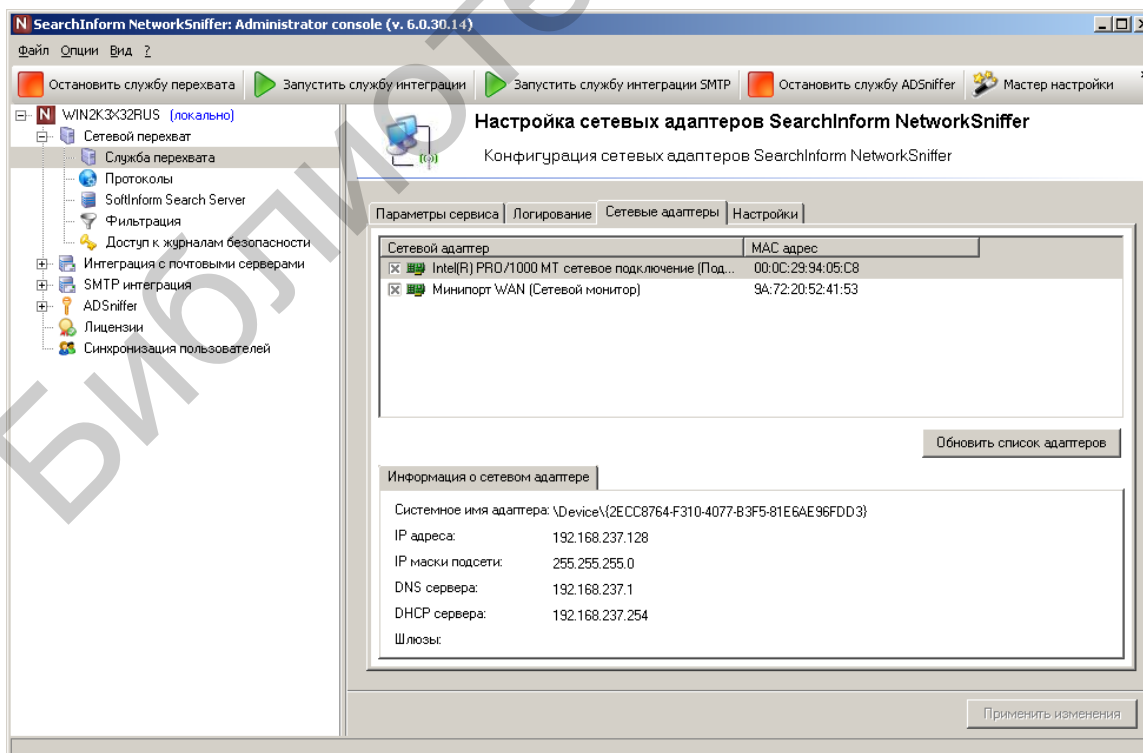 SearchInform NetworkSniffer: Administrator console (v. 6.0.30.14)
Файл Опции Вид ?
Остановить службу перехвата Запустить службу интеграции Запустить службу интеграции SMTP Остановить службу ADSniffer Мастер настройки
WIN2K3X32RUS (локально)
Сетевой перехват
Служба перехвата
Протоколы
SoftInform Search Server
Фильтрация
Доступ к журналам безопасности
Интеграция с почтовыми серверами
SMTP интеграция
ADSniffer
Лицензии
Синхронизация пользователей
Настройка сетевых адаптеров SearchInform NetworkSniffer
Конфигурация сетевых адаптеров SearchInform NetworkSniffer
Параметры сервиса Логирование Сетевые адаптеры Настройки
Сетевой адаптер MAC адрес
Intel(R) PRO/1000 MT сетевое подключение (Под... 00:0C:29:94:05:C8
Минипорт WAN (Сетевой монитор) 9A:72:20:52:41:53
Обновить список адаптеров
Информация о сетевом адаптере
Системное имя адаптера: \Device\{2ECC8764-F310-4077-B3F5-81E6AE96FDD3}
IP адреса: 192.168.237.128
IP маски подсети: 255.255.255.0
DNS сервера: 192.168.237.1
DHCP сервера: 192.168.237.254
Шлюзы:
Применить изменения
Библиоте